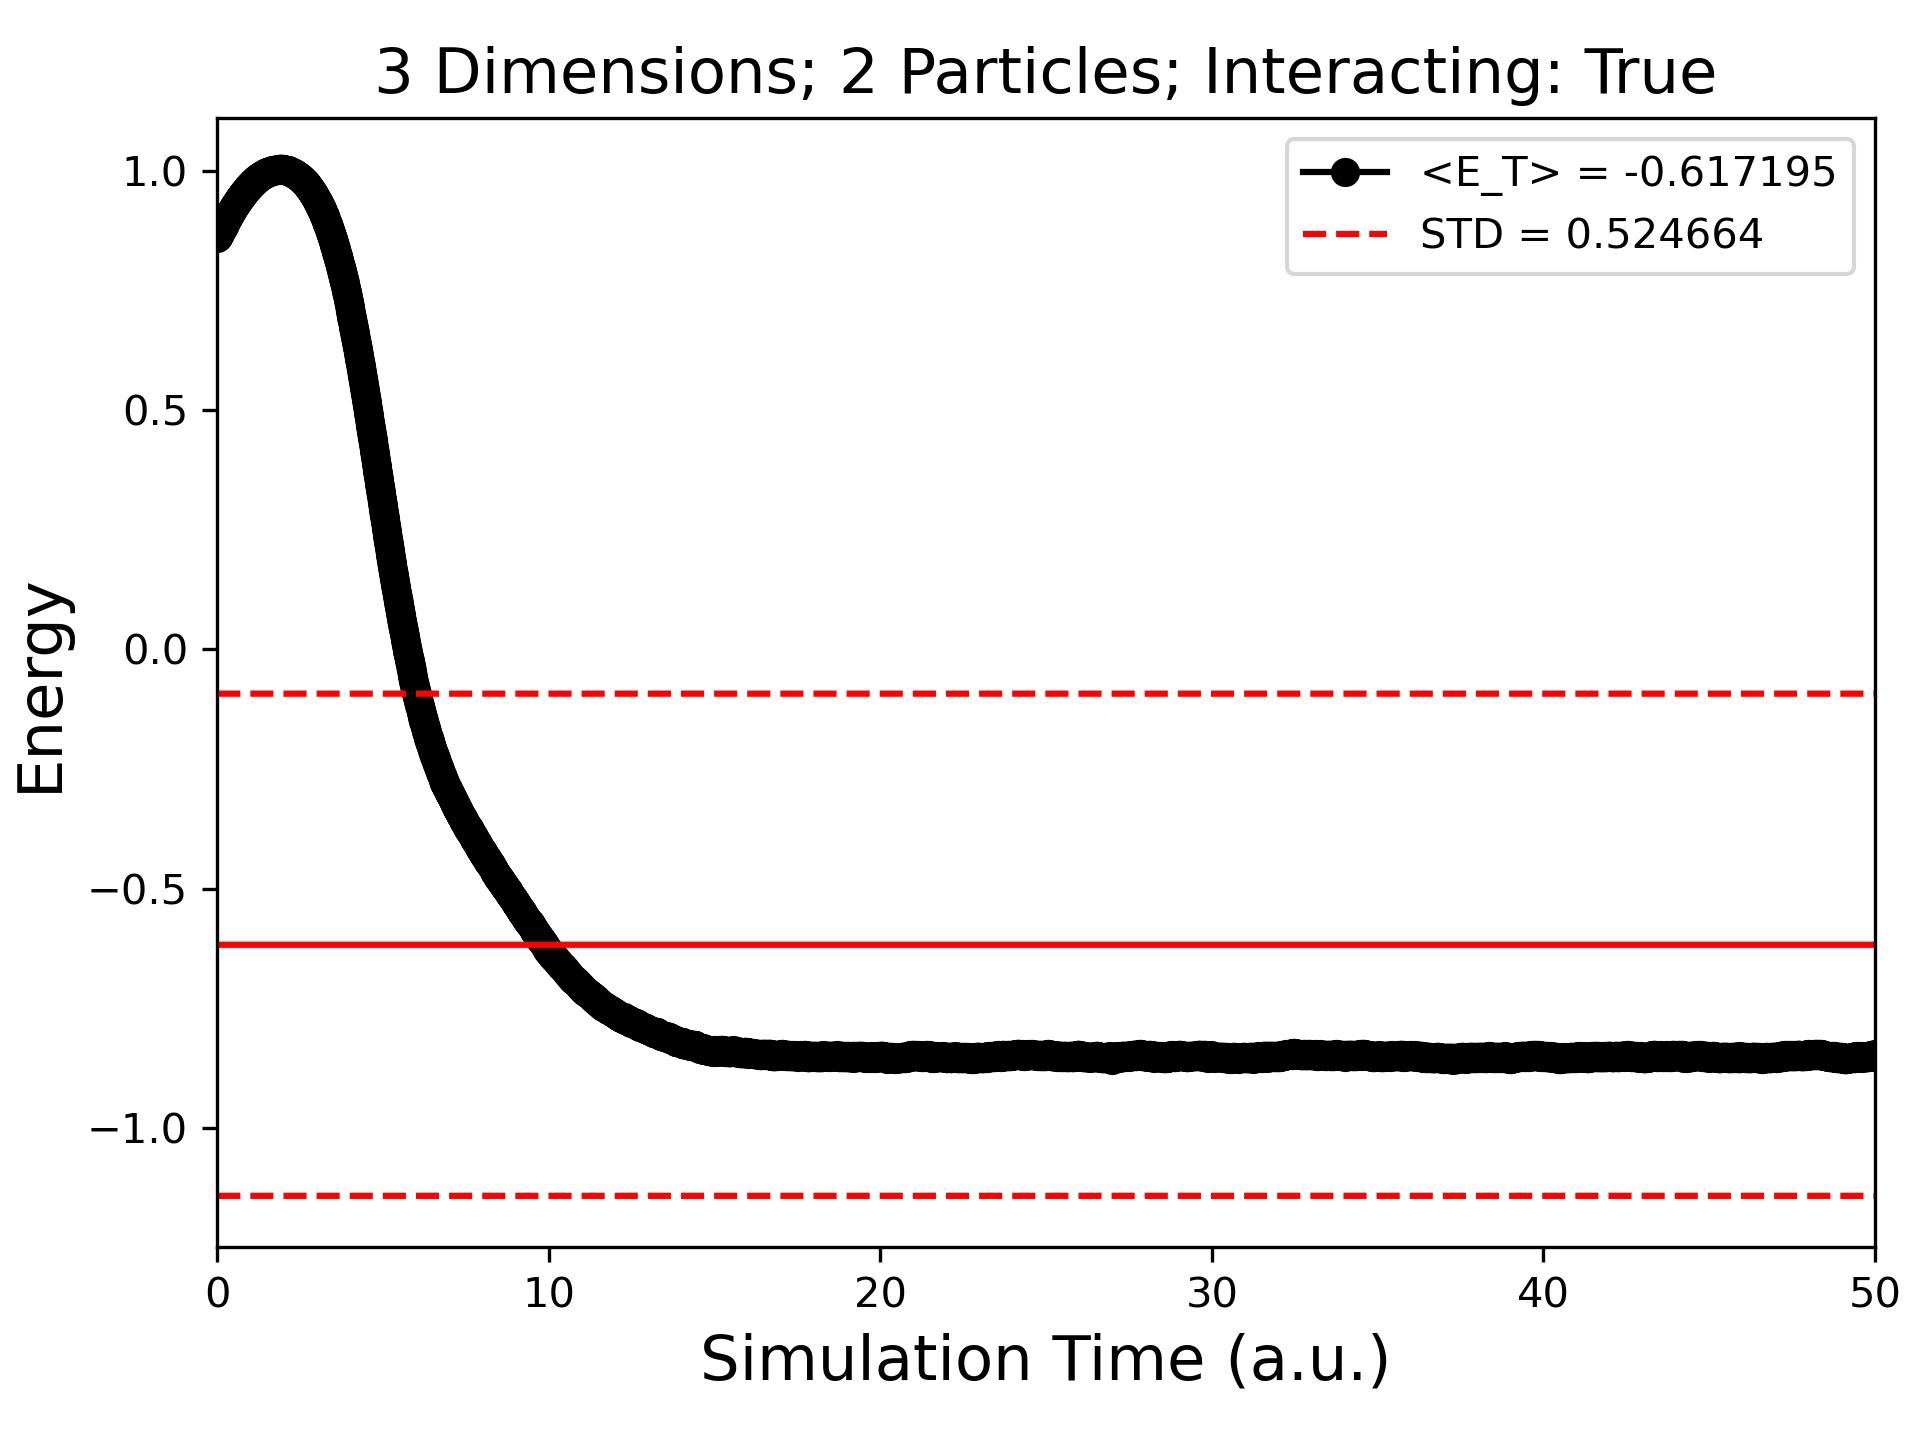 3 Dimensions; 2 Particles; Interacting: True
<E_T> = -0.617195
STD = 0.524664
Energy
1.0
0.5
0.0
−0.5
−1.0
0 10 20 30 40 50
Simulation Time (a.u.)